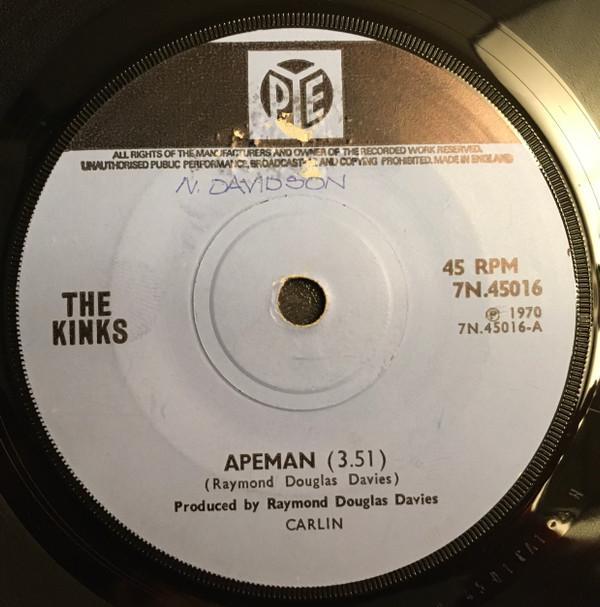 PYE
ALL RIGHTS OF THE MANUFACTURERS AND OWNER OF THE RECORDED WORK RESERVED.
UNAUTHORISED PUBLIC PERFORMANCE, BROADCASTING AND COPYING PROHIBITED. MADE IN ENGLAND
N. DAVIDSON
THE
KINKS
45 RPM
7N.45016
℗ 1970
7N.45016-A
APEMAN (3.51)
(Raymond Douglas Davies)
Produced by Raymond Douglas Davies
CARLIN